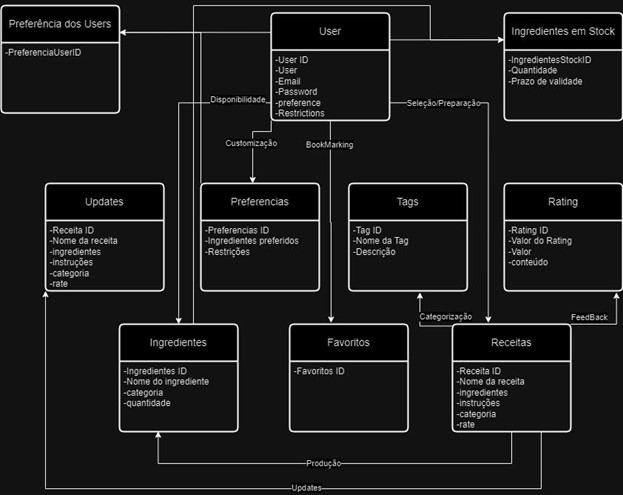 Preferência dos Users
-PreferenciaUserID
User
-User ID
-User
-Email
-Password
-preference
-Restrictions
Ingredientes em Stock
-IngredientesStockID
-Quantidade
-Prazo de validade
Disponibilidade
Seleção/Preparação
Customização
BookMarking
Updates
-Receita ID
-Nome da receita
-ingredientes
-instruções
-categoria
-rate
Preferencias
-Preferencias ID
-Ingredientes preferidos
-Restrições
Tags
-Tag ID
-Nome da Tag
-Descrição
Rating
-Rating ID
-Valor do Rating
-Valor
-conteúdo
Categorização
FeedBack
Ingredientes
-Ingredientes ID
-Nome do ingrediente
-categoria
-quantidade
Favoritos
-Favoritos ID
Receitas
-Receita ID
-Nome da receita
-ingredientes
-instruções
-categoria
-rate
Produção
Updates